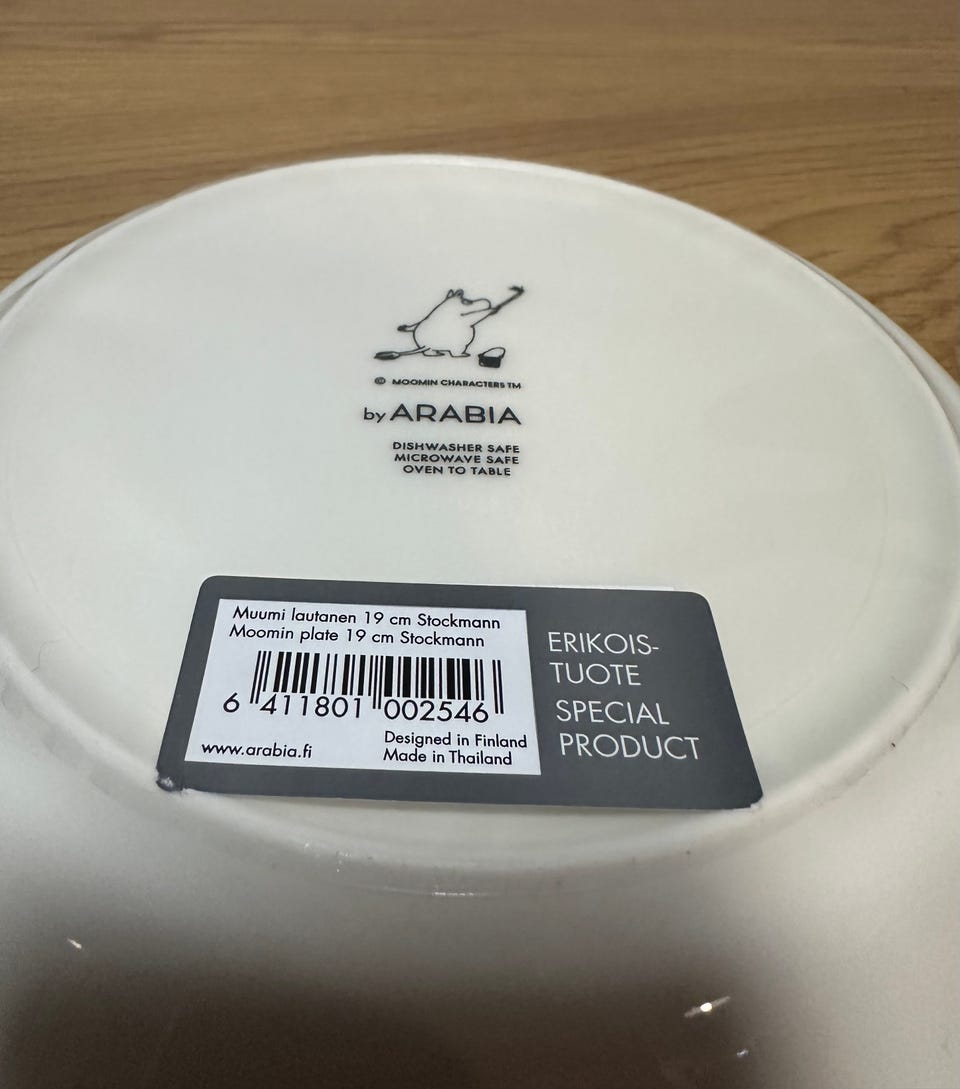 © MOOMIN CHARACTERS TM
by ARABIA
DISHWASHER SAFE
MICROWAVE SAFE
OVEN TO TABLE
Muumi lautanen 19 cm Stockmann
Moomin plate 19 cm Stockmann
6 411801 002546
www.arabia.fi
Designed in Finland
Made in Thailand
ERIKOIS-
TUOTE
SPECIAL
PRODUCT